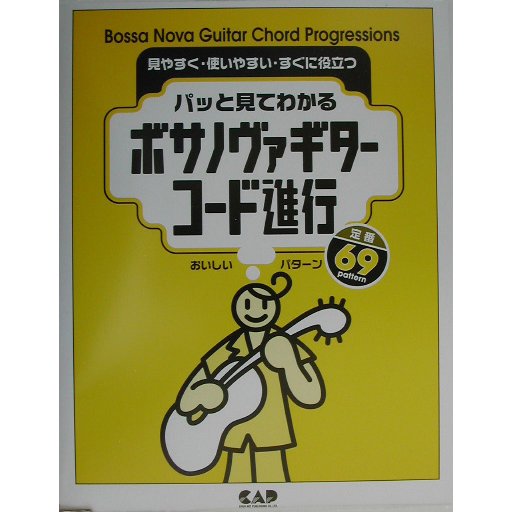 Bossa Nova Guitar Chord Progressions
見やすく・使いやすい・すぐに役立つ
パッと見てわかる
ボサノヴァギター
コード進行
定番
69
pattern
おいしい パターン
CAP